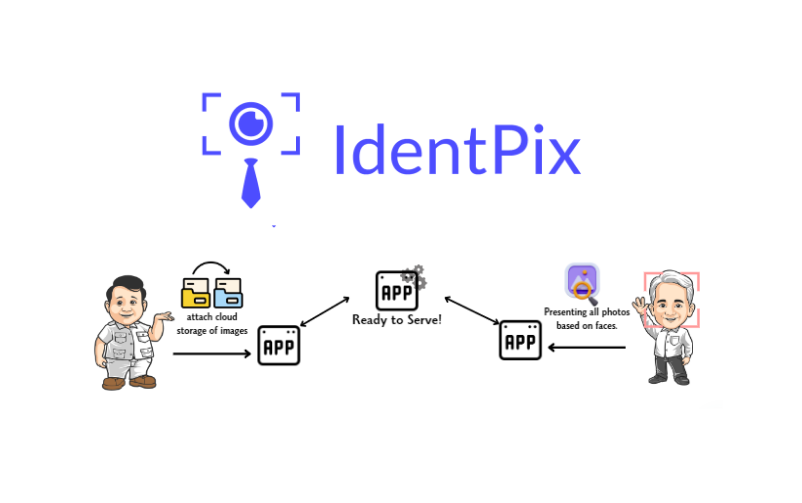 IdentPix
attach cloud
storage of images
APP
APP
Ready to Serve!
APP
Presenting all photos
based on faces.